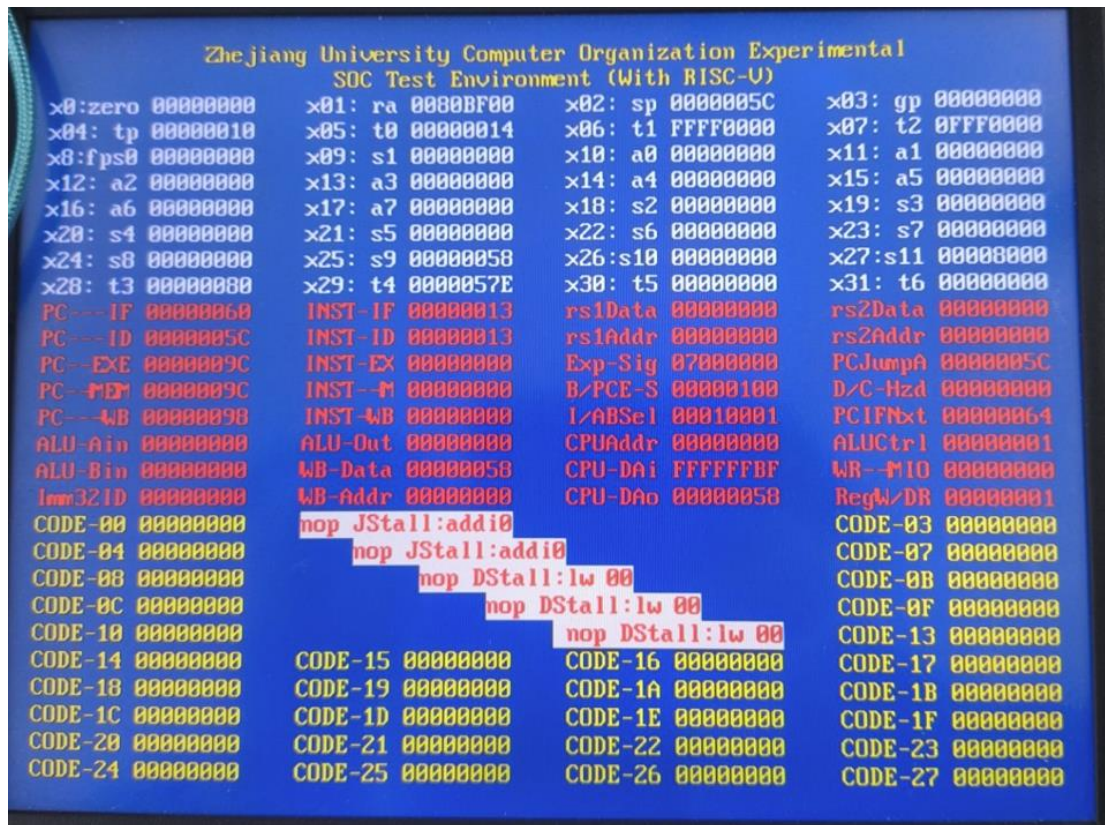 Zhejiang University Computer Organization Experimental
SOC Test Environment (With RISC-V)
x0:zero 00000000 x01: ra 0080BF00 x02: sp 0000005C x03: gp 00000000
x04: tp 00000010 x05: t0 00000014 x06: t1 FFFF0000 x07: t2 0FFF0000
x8:fps0 00000000 x09: s1 00000000 x10: a0 00000000 x11: a1 00000000
x12: a2 00000000 x13: a3 00000000 x14: a4 00000000 x15: a5 00000000
x16: a6 00000000 x17: a7 00000000 x18: s2 00000000 x19: s3 00000000
x20: s4 00000000 x21: s5 00000000 x22: s6 00000000 x23: s7 00000000
x24: s8 00000000 x25: s9 00000058 x26:s10 00000000 x27:s11 00008000
x28: t3 00000080 x29: t4 0000057E x30: t5 00000000 x31: t6 00000000
PC---IF 00000060 INST-IF 00000013 rs1Data 00000000 rs2Data 00000000
PC---ID 0000005C INST-ID 00000013 rs1Addr 00000000 rs2Addr 00000000
PC--EXE 0000009C INST-EX 00000000 Exp-Sig 07000000 PCJumpA 0000005C
PC--MEM 0000009C INST--M 00000000 B/PCE-S 00000100 D/C-Hzd 00000000
PC---WB 00000098 INST-WB 00000000 I/ABSel 00010001 PCIFNxt 00000064
ALU-Ain 00000000 ALU-Out 00000000 CPUAddr 00000000 ALUCtrl 00000001
ALU-Bin 00000000 WB-Data 00000058 CPU-DAi FFFFFFBF WR--MIO 00000000
Imm32ID 00000000 WB-Addr 00000000 CPU-DAo 00000058 RegW/DR 00000001
CODE-00 00000000 nop JStall:addi0 CODE-03 00000000
CODE-04 00000000 nop JStall:addi0 CODE-07 00000000
CODE-08 00000000 nop DStall:lw 00 CODE-0B 00000000
CODE-0C 00000000 nop DStall:lw 00 CODE-0F 00000000
CODE-10 00000000 nop DStall:lw 00 CODE-13 00000000
CODE-14 00000000 CODE-15 00000000 CODE-16 00000000 CODE-17 00000000
CODE-18 00000000 CODE-19 00000000 CODE-1A 00000000 CODE-1B 00000000
CODE-1C 00000000 CODE-1D 00000000 CODE-1E 00000000 CODE-1F 00000000
CODE-20 00000000 CODE-21 00000000 CODE-22 00000000 CODE-23 00000000
CODE-24 00000000 CODE-25 00000000 CODE-26 00000000 CODE-27 00000000